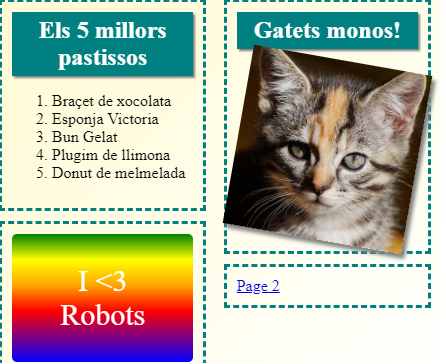 Els 5 millors
pastissos
1. Braçet de xocolata
2. Esponja Victoria
3. Bun Gelat
4. Plugim de llimona
5. Donut de melmelada
I <3
Robots
Gatets monos!
Page 2